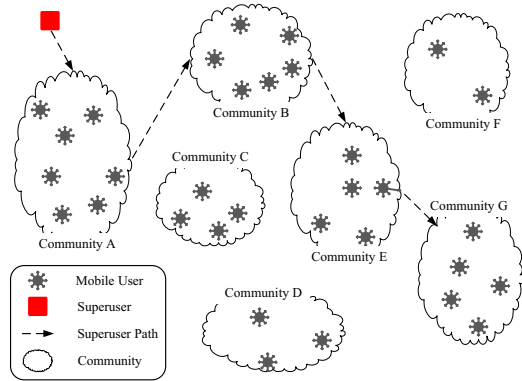 Community B
Community F
Community C
Community A
Community E
Community G
Community D
Mobile User
Superuser
Superuser Path
Community